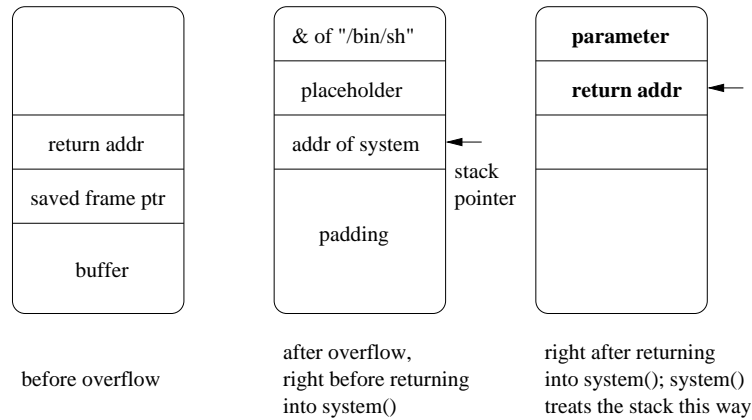 return addr
saved frame ptr
buffer
before overflow
& of "/bin/sh"
placeholder
addr of system
padding
stack
pointer
after overflow,
right before returning
into system()
parameter
return addr
right after returning
into system(); system()
treats the stack this way